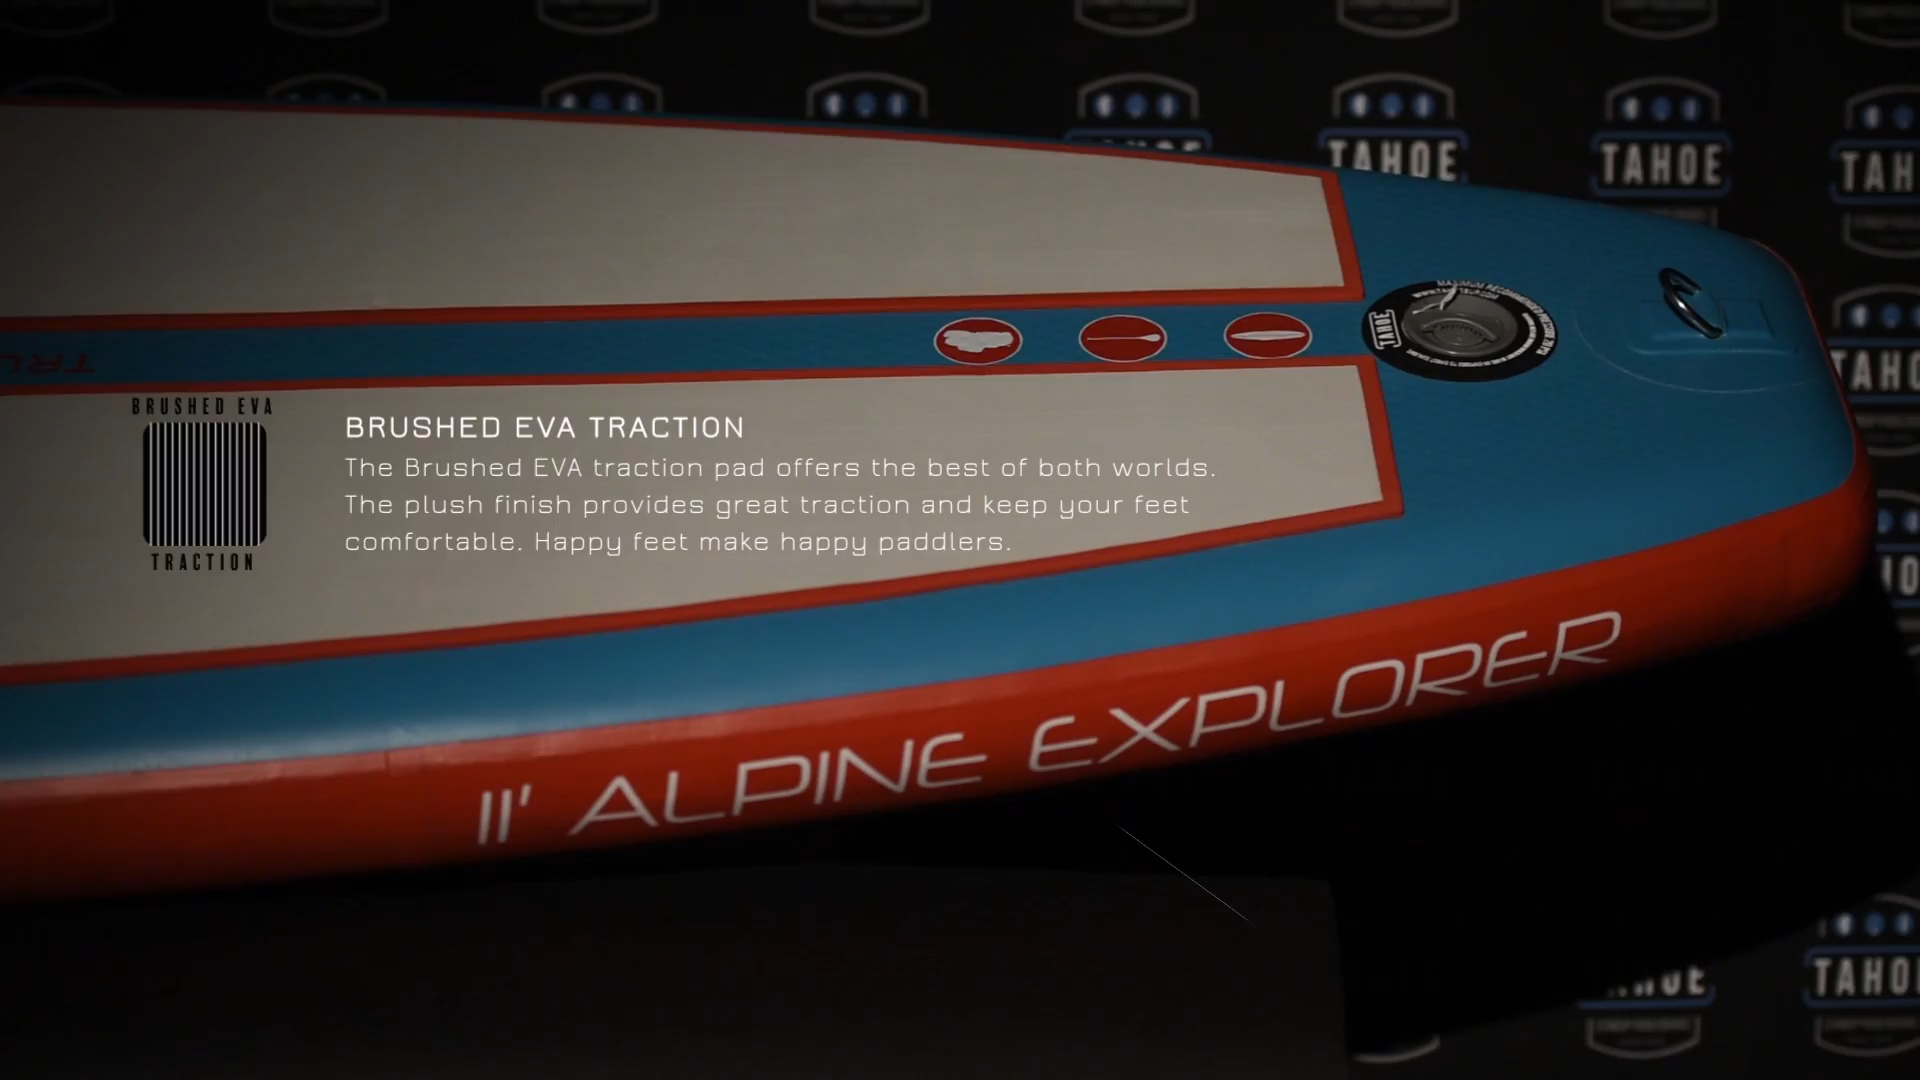 TAHOE
TAHOE
TAHOE
TAHOE
BRUSHED EVA
TRACTION
BRUSHED EVA TRACTION
The Brushed EVA traction pad offers the best of both worlds.
The plush finish provides great traction and keep your feet
comfortable. Happy feet make happy paddlers.
11' ALPINE EXPLORER
TAHO